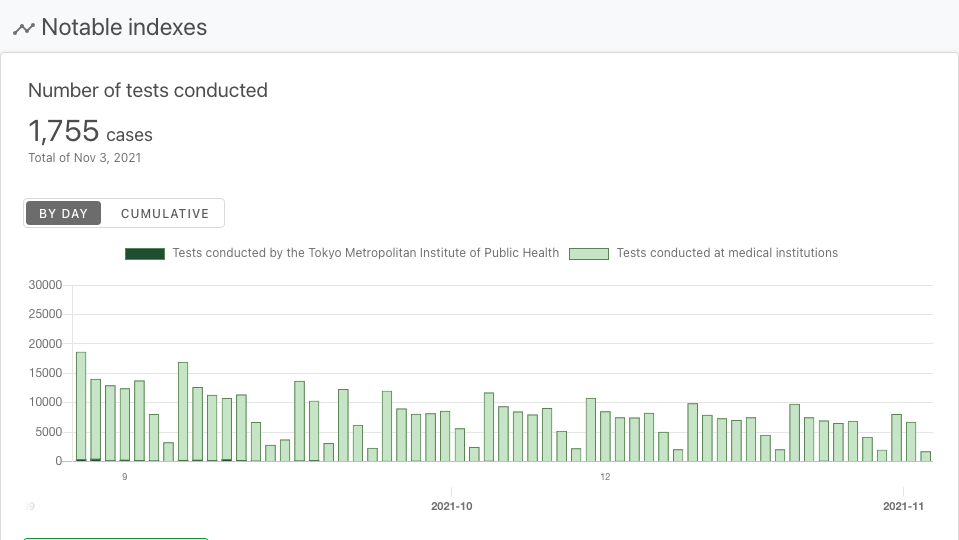 Notable indexes
Number of tests conducted
1,755 cases
Total of Nov 3, 2021
BY DAY CUMULATIVE
Tests conducted by the Tokyo Metropolitan Institute of Public Health Tests conducted at medical institutions
30000
25000
20000
15000
10000
5000
0
9 12
2021-10 2021-11